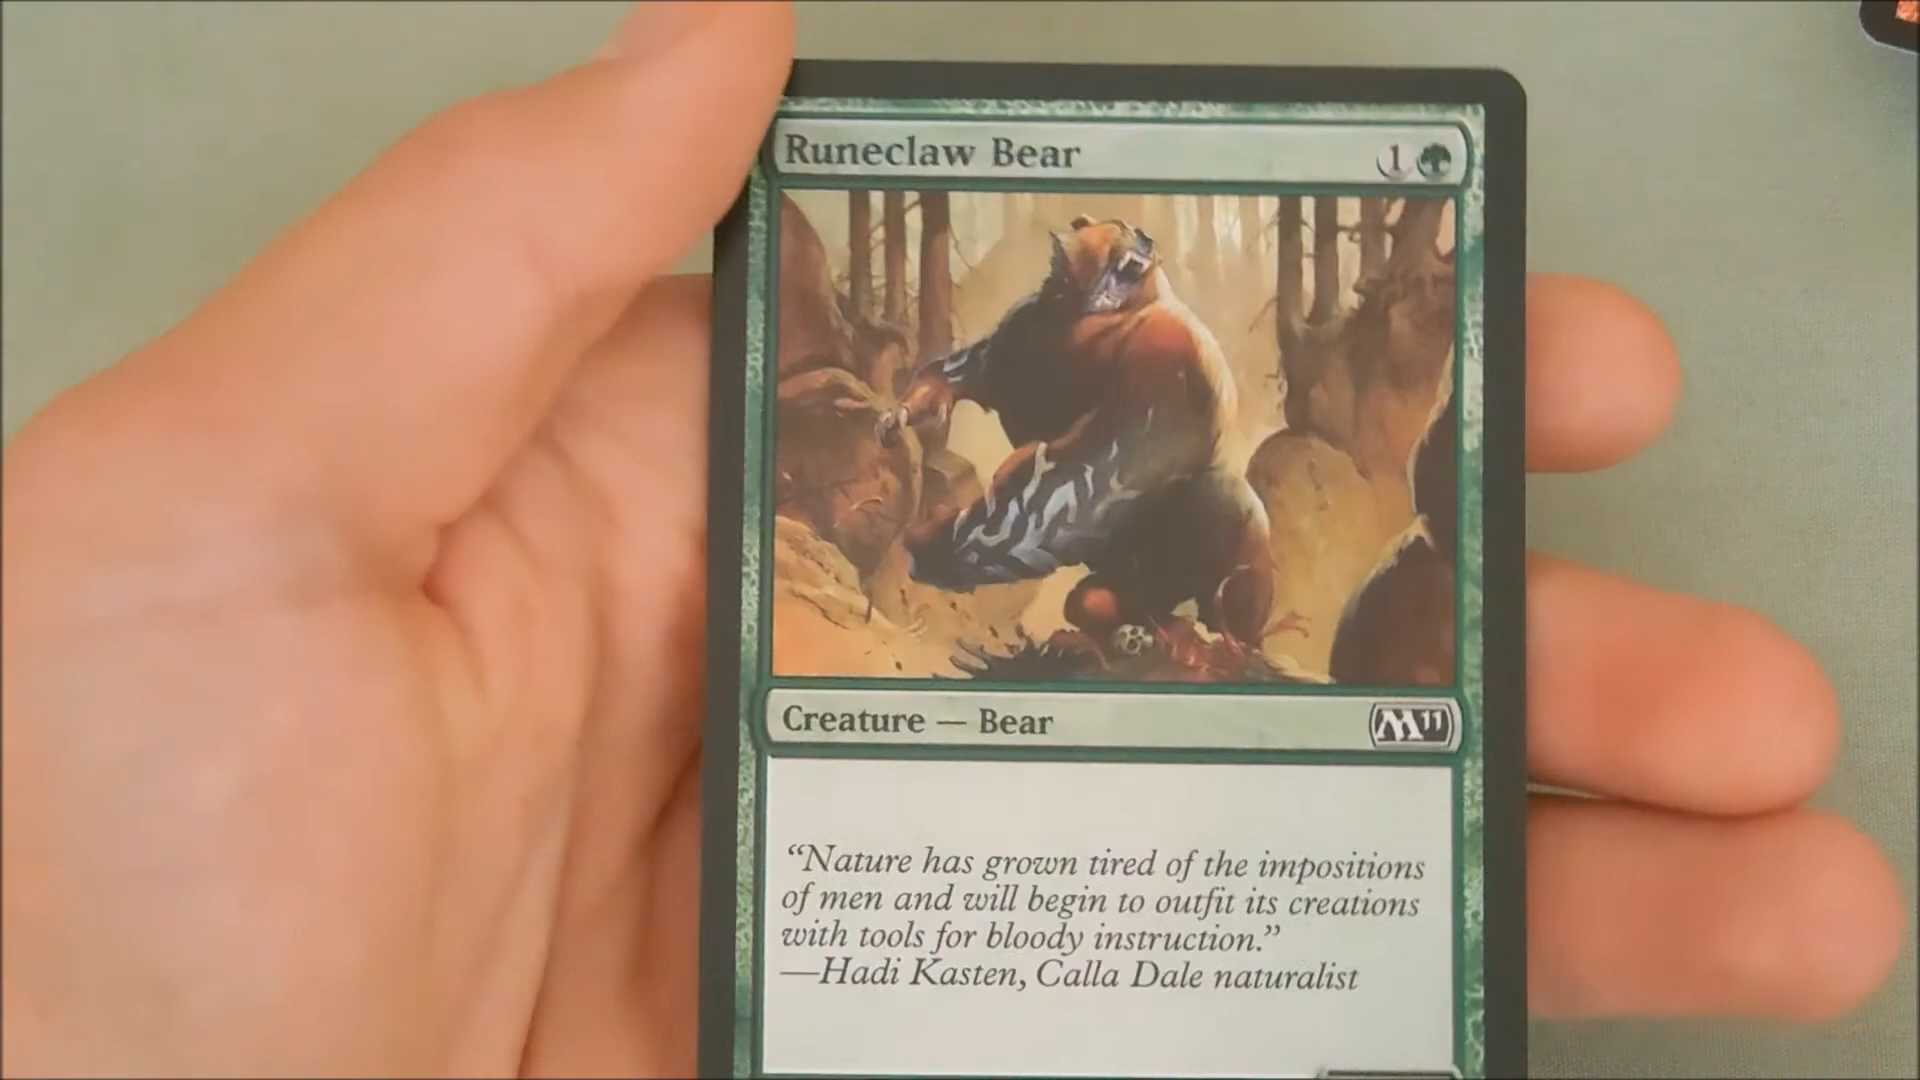 Runeclaw Bear 1
Creature — Bear M11
“Nature has grown tired of the impositions
of men and will begin to outfit its creations
with tools for bloody instruction.”
—Hadi Kasten, Calla Dale naturalist